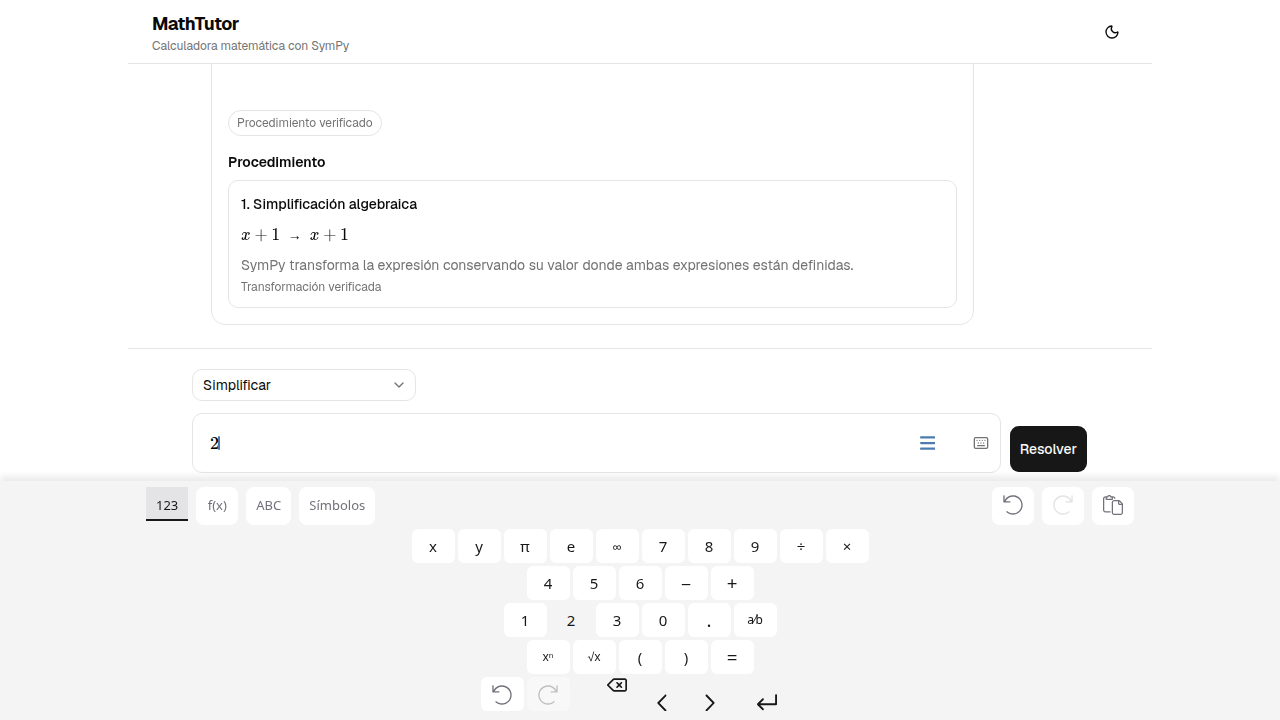 MathTutor
Calculadora matemática con SymPy
Procedimiento verificado
Procedimiento
1. Simplificación algebraica
x + 1 → x + 1
SymPy transforma la expresión conservando su valor donde ambas expresiones están definidas.
Transformación verificada
Simplificar
2
Resolver
123 f(x) ABC Símbolos
x y π e ∞ 7 8 9 ÷ ×
4 5 6 − +
1 2 3 0 . a/b
xⁿ √x ( ) =